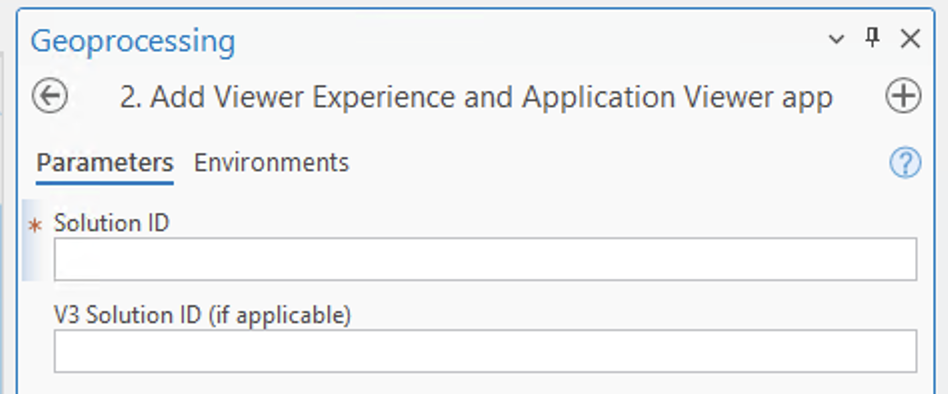 Geoprocessing
2. Add Viewer Experience and Application Viewer app
Parameters Environments
* Solution ID
V3 Solution ID (if applicable)